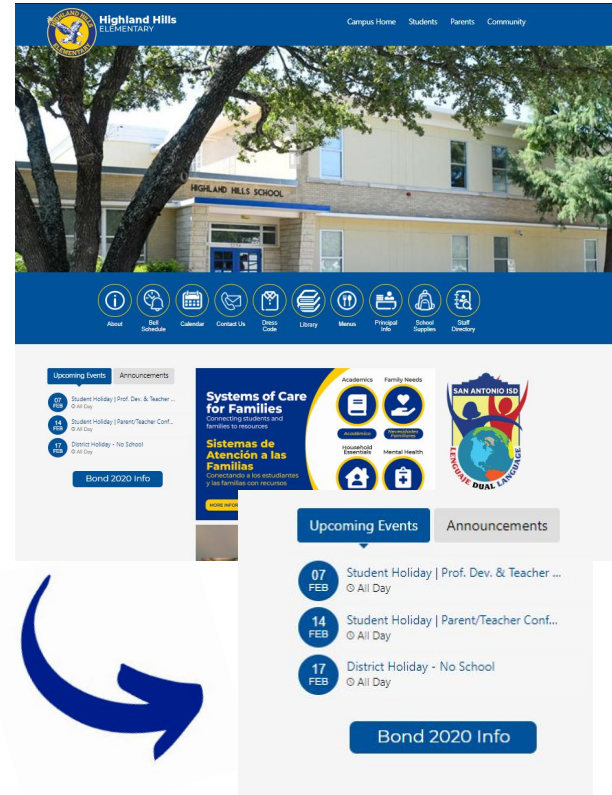 HIGHLAND HILLS
ELEMENTARY
Highland Hills
ELEMENTARY
Campus Home Students Parents Community
HIGHLAND HILLS SCHOOL
About
Bell Schedule
Calendar
Contact Us
Dress Code
Library
Menus
Principal Info
School Supplies
Staff Directory
Upcoming Events Announcements
07 FEB Student Holiday | Prof. Dev. & Teacher ...
All Day
14 FEB Student Holiday | Parent/Teacher Conf...
All Day
17 FEB District Holiday - No School
All Day
Bond 2020 Info
Systems of Care
for Families
Connecting students and
families to resources
Sistemas de
Atención a las
Familias
Conectando a los estudiantes
y las familias con recursos
MORE INFOR
Academics Family Needs
Académico Necesidades Familiares
Household Essentials Mental Health
SAN ANTONIO ISD
LENGUAJE DUAL LANGUAGE
Upcoming Events Announcements
07 FEB Student Holiday | Prof. Dev. & Teacher ...
All Day
14 FEB Student Holiday | Parent/Teacher Conf...
All Day
17 FEB District Holiday - No School
All Day
Bond 2020 Info